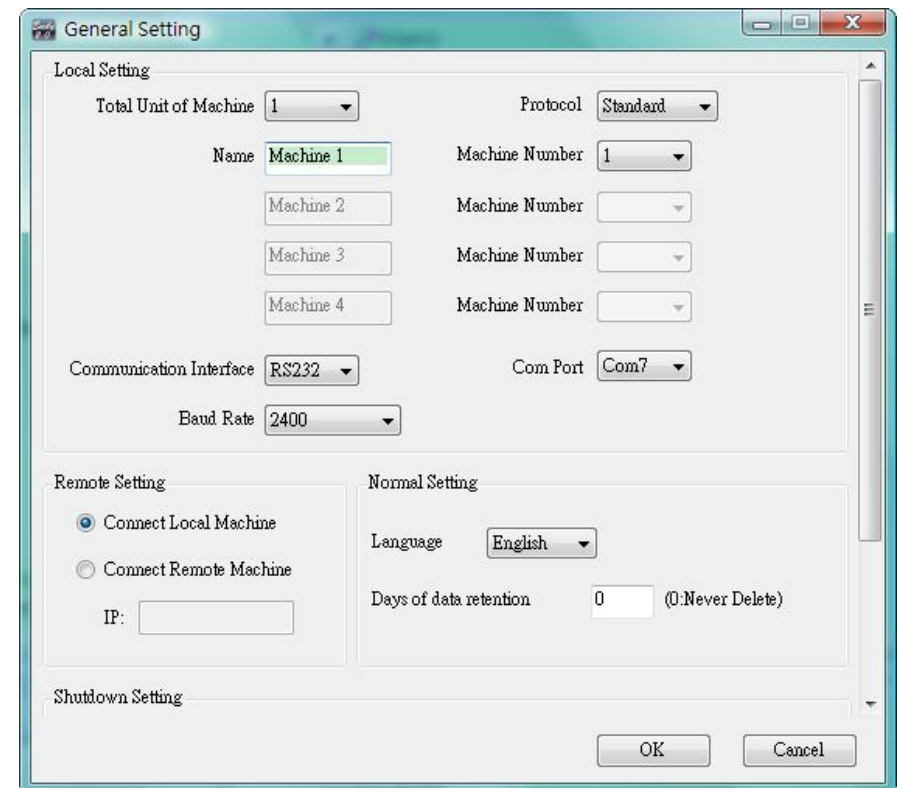 General Setting
Local Setting
Total Unit of Machine 1 Protocol Standard
Name Machine 1 Machine Number 1
Machine 2 Machine Number
Machine 3 Machine Number
Machine 4 Machine Number
Communication Interface RS232 Com Port Com7
Baud Rate 2400
Remote Setting
Connect Local Machine
Connect Remote Machine
IP:
Normal Setting
Language English
Days of data retention 0 (0:Never Delete)
Shutdown Setting
OK Cancel